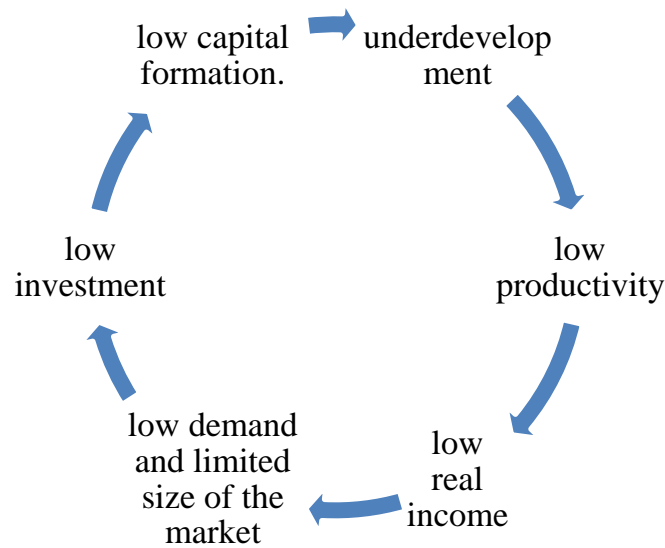 low capital
formation.
underdevelop
ment
low
productivity
low
real
income
low demand
and limited
size of the
market
low
investment